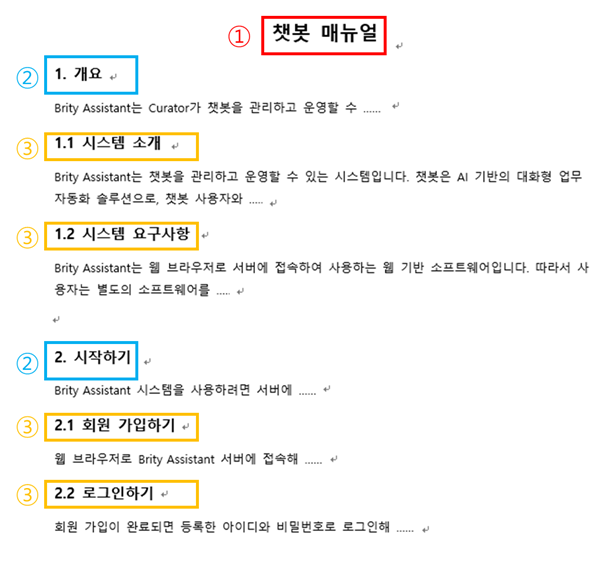 ① 챗봇 매뉴얼 ↵
② 1. 개요 ↵
Brity Assistant는 Curator가 챗봇을 관리하고 운영할 수 ...... ↵
③ 1.1 시스템 소개 ↵
Brity Assistant는 챗봇을 관리하고 운영할 수 있는 시스템입니다. 챗봇은 AI 기반의 대화형 업무
자동화 솔루션으로, 챗봇 사용자와 ..... ↵
③ 1.2 시스템 요구사항 ↵
Brity Assistant는 웹 브라우저로 서버에 접속하여 사용하는 웹 기반 소프트웨어입니다. 따라서 사
용자는 별도의 소프트웨어를 ..... ↵
↵
② 2. 시작하기 ↵
Brity Assistant 시스템을 사용하려면 서버에 ...... ↵
③ 2.1 회원 가입하기 ↵
웹 브라우저로 Brity Assistant 서버에 접속해 ...... ↵
③ 2.2 로그인하기 ↵
회원 가입이 완료되면 등록한 아이디와 비밀번호로 로그인해 ...... ↵